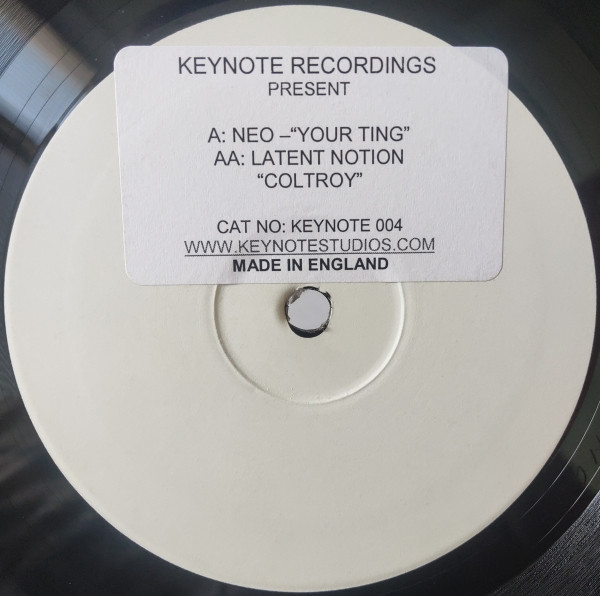 KEYNOTE RECORDINGS
PRESENT
A: NEO –“YOUR TING”
AA: LATENT NOTION
“COLTROY”
CAT NO: KEYNOTE 004
WWW.KEYNOTESTUDIOS.COM
MADE IN ENGLAND